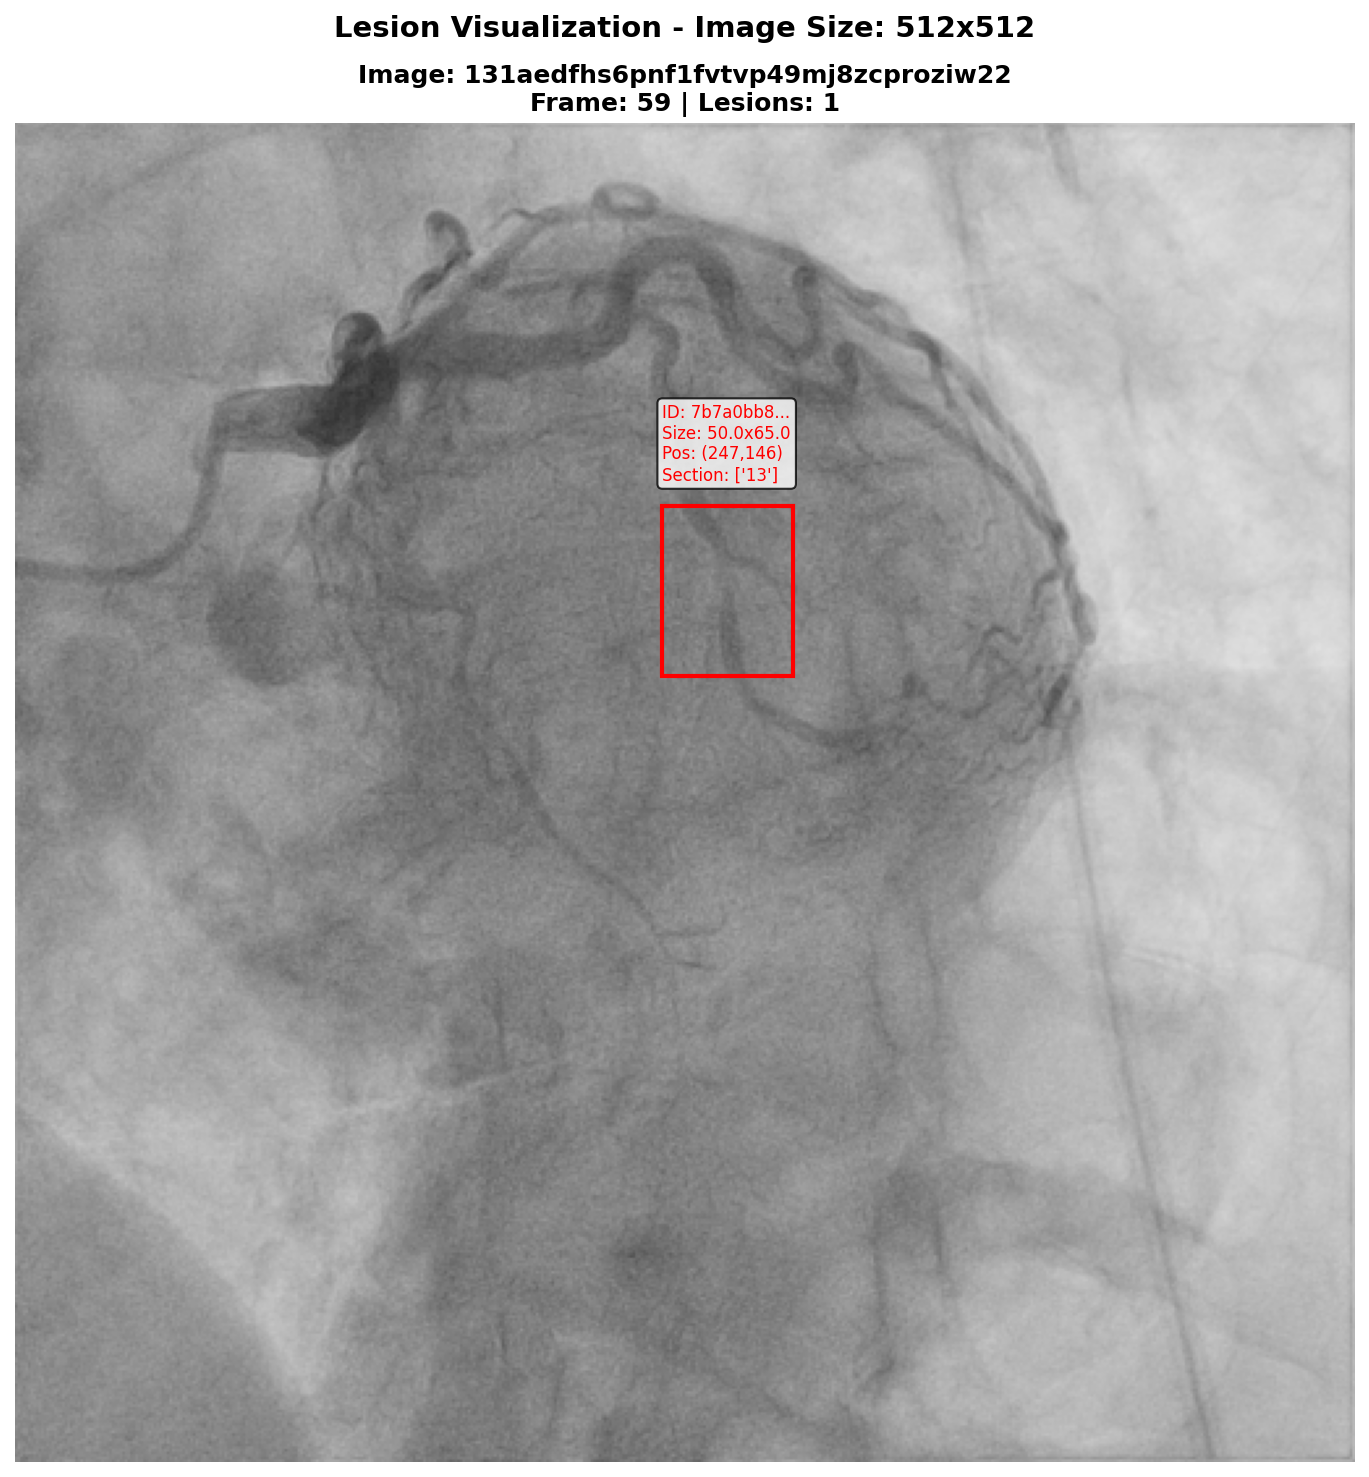 Lesion Visualization - Image Size: 512x512
Image: 131aedfhs6pnf1fvtvp49mj8zcproziw22
Frame: 59 | Lesions: 1
ID: 7b7a0bb8...
Size: 50.0x65.0
Pos: (247,146)
Section: ['13']